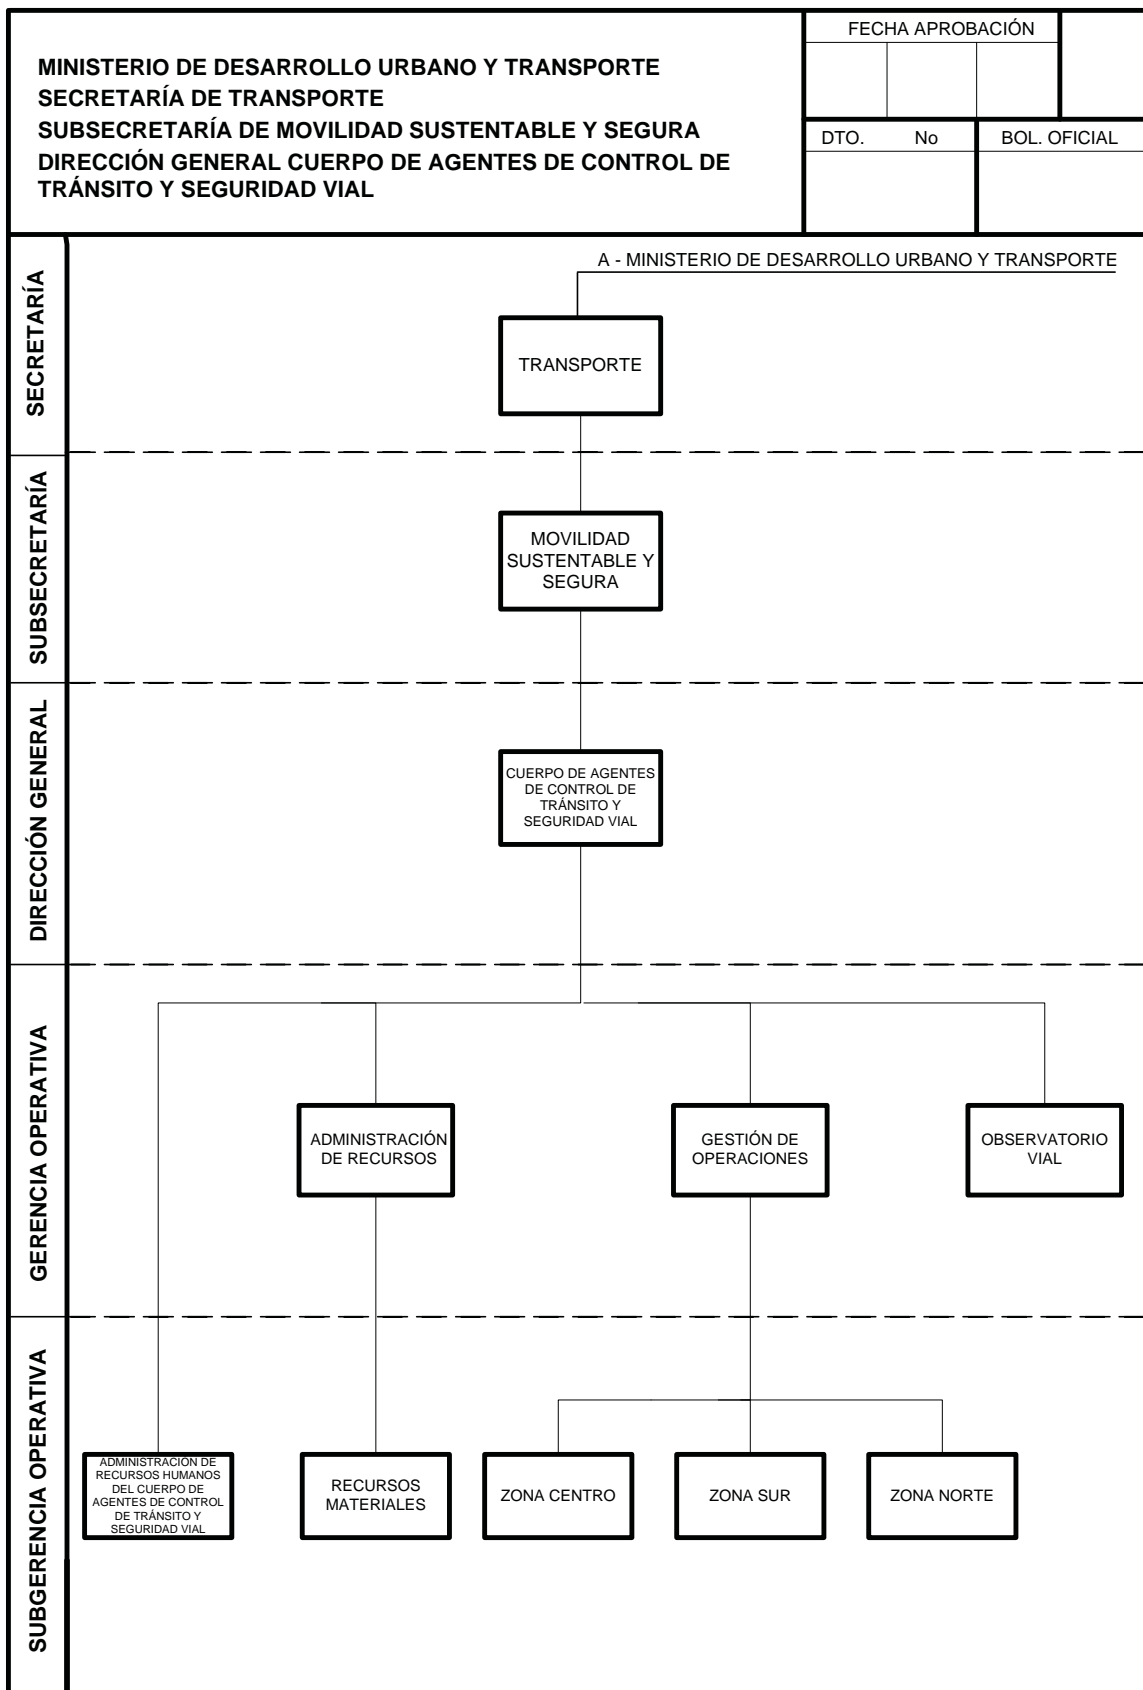 MINISTERIO DE DESARROLLO URBANO Y TRANSPORTE
SECRETARÍA DE TRANSPORTE
SUBSECRETARÍA DE MOVILIDAD SUSTENTABLE Y SEGURA
DIRECCIÓN GENERAL CUERPO DE AGENTES DE CONTROL DE
TRÁNSITO Y SEGURIDAD VIAL
FECHA APROBACIÓN
DTO. No
BOL. OFICIAL
SECRETARÍA
A - MINISTERIO DE DESARROLLO URBANO Y TRANSPORTE
TRANSPORTE
SUBSECRETARÍA
MOVILIDAD
SUSTENTABLE Y
SEGURA
DIRECCIÓN GENERAL
CUERPO DE AGENTES
DE CONTROL DE
TRÁNSITO Y
SEGURIDAD VIAL
GERENCIA OPERATIVA
ADMINISTRACIÓN
DE RECURSOS
GESTIÓN DE
OPERACIONES
OBSERVATORIO
VIAL
SUBGERENCIA OPERATIVA
ADMINISTRACIÓN DE
RECURSOS HUMANOS
DEL CUERPO DE
AGENTES DE CONTROL
DE TRÁNSITO Y
SEGURIDAD VIAL
RECURSOS
MATERIALES
ZONA CENTRO
ZONA SUR
ZONA NORTE